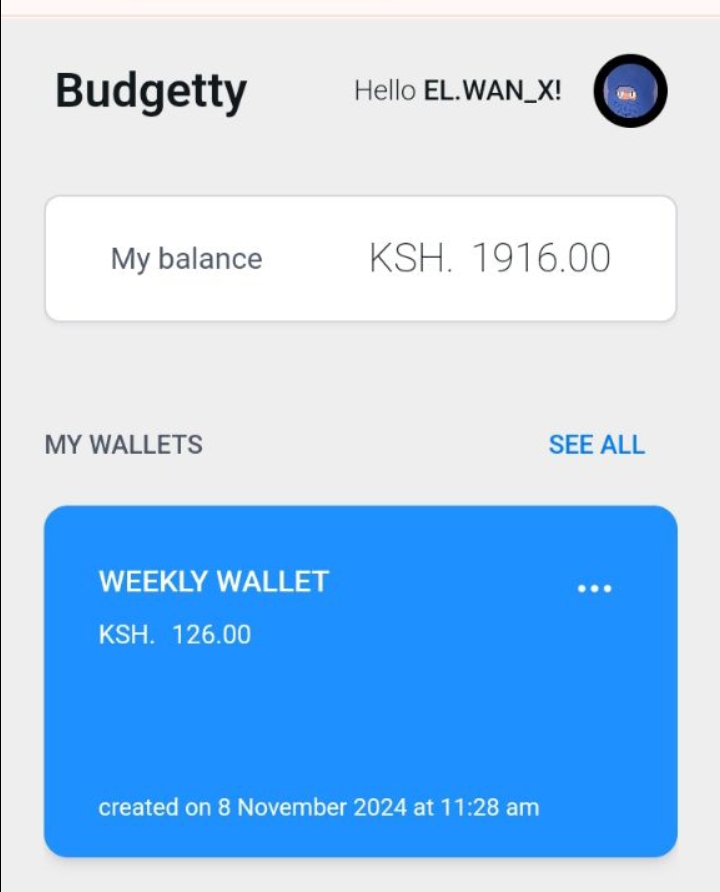 Budgetty
Hello EL.WAN_X!
My balance
KSH. 1916.00
MY WALLETS
SEE ALL
WEEKLY WALLET
KSH. 126.00
created on 8 November 2024 at 11:28 am